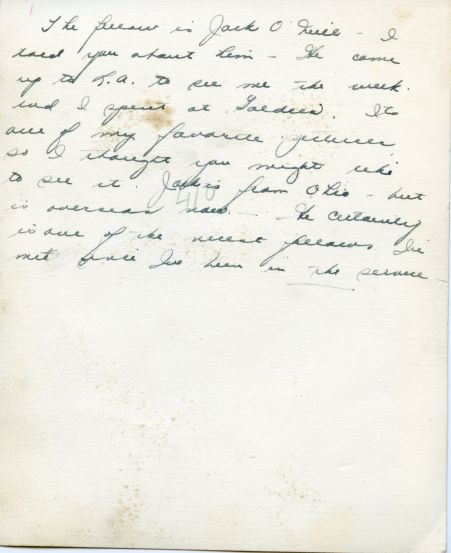 The fellow is Jack O'Neill - I
told you about him - He came
up to L.A. to see me the week
end I spent at Goldies. Its
one of my favorite pictures
so I thought you might like
to see it. Jack is from Ohio - but
is overseas now - He certainly
is one of the nicest fellows I've
met since I've been in the service -
410